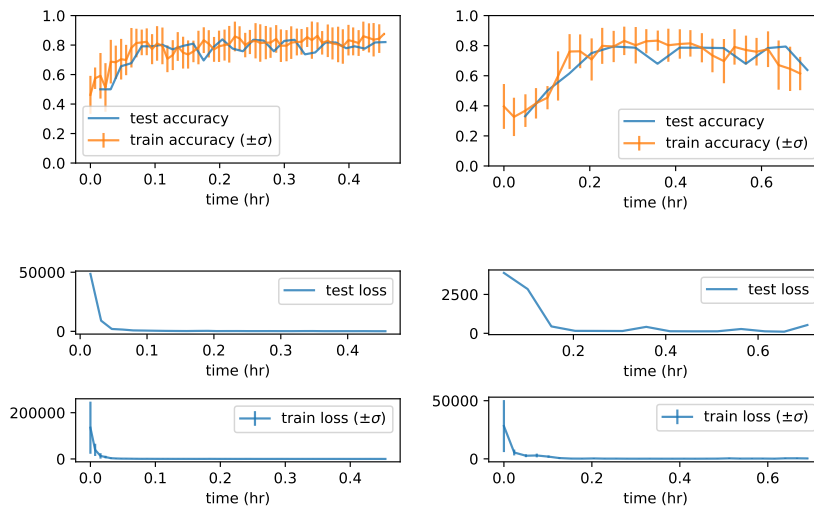 1.0
0.8
0.6
0.4
0.2
0.0
test accuracy
train accuracy (±σ)
0.0 0.1 0.2 0.3 0.4
time (hr)
1.0
0.8
0.6
0.4
0.2
0.0
test accuracy
train accuracy (±σ)
0.0 0.2 0.4 0.6
time (hr)
50000
0
test loss
0.0 0.1 0.2 0.3 0.4
time (hr)
2500
0
test loss
0.2 0.4 0.6
time (hr)
200000
0
train loss (±σ)
0.0 0.1 0.2 0.3 0.4
time (hr)
50000
0
train loss (±σ)
0.0 0.2 0.4 0.6
time (hr)